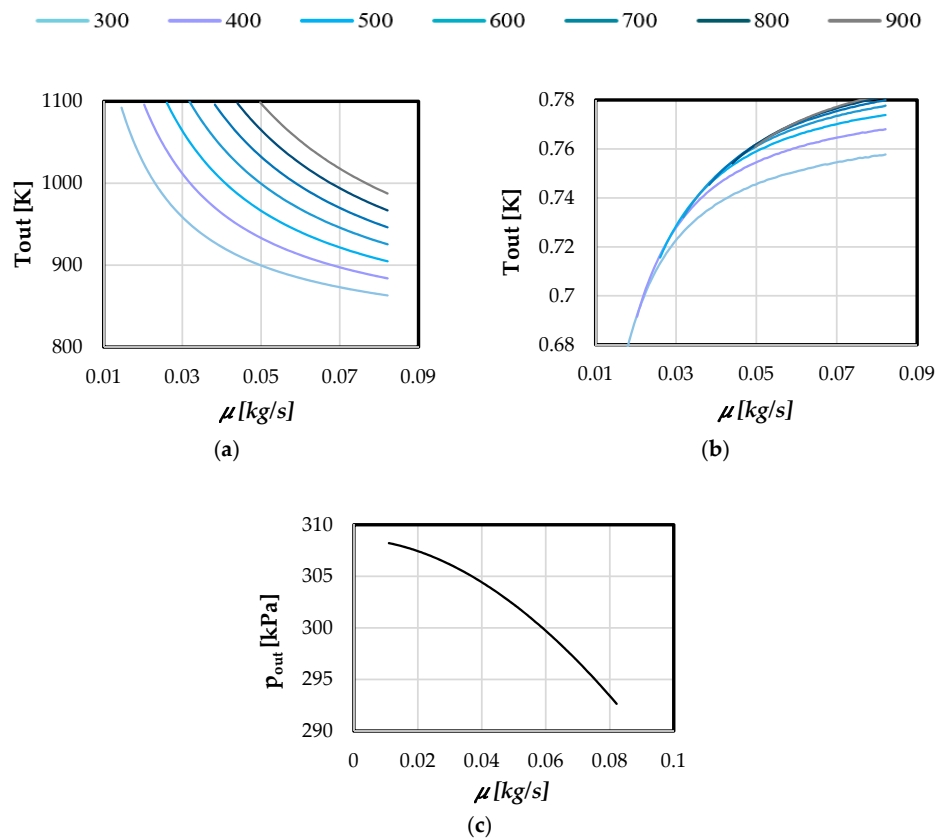 300 400 500 600 700 800 900
1100
1000
900
800
Tout [K]
0.01 0.03 0.05 0.07 0.09
μ [kg/s]
(a)
0.78
0.76
0.74
0.72
0.7
0.68
Tout [K]
0.01 0.03 0.05 0.07 0.09
μ [kg/s]
(b)
310
305
300
295
290
pout [kPa]
0 0.02 0.04 0.06 0.08 0.1
μ [kg/s]
(c)